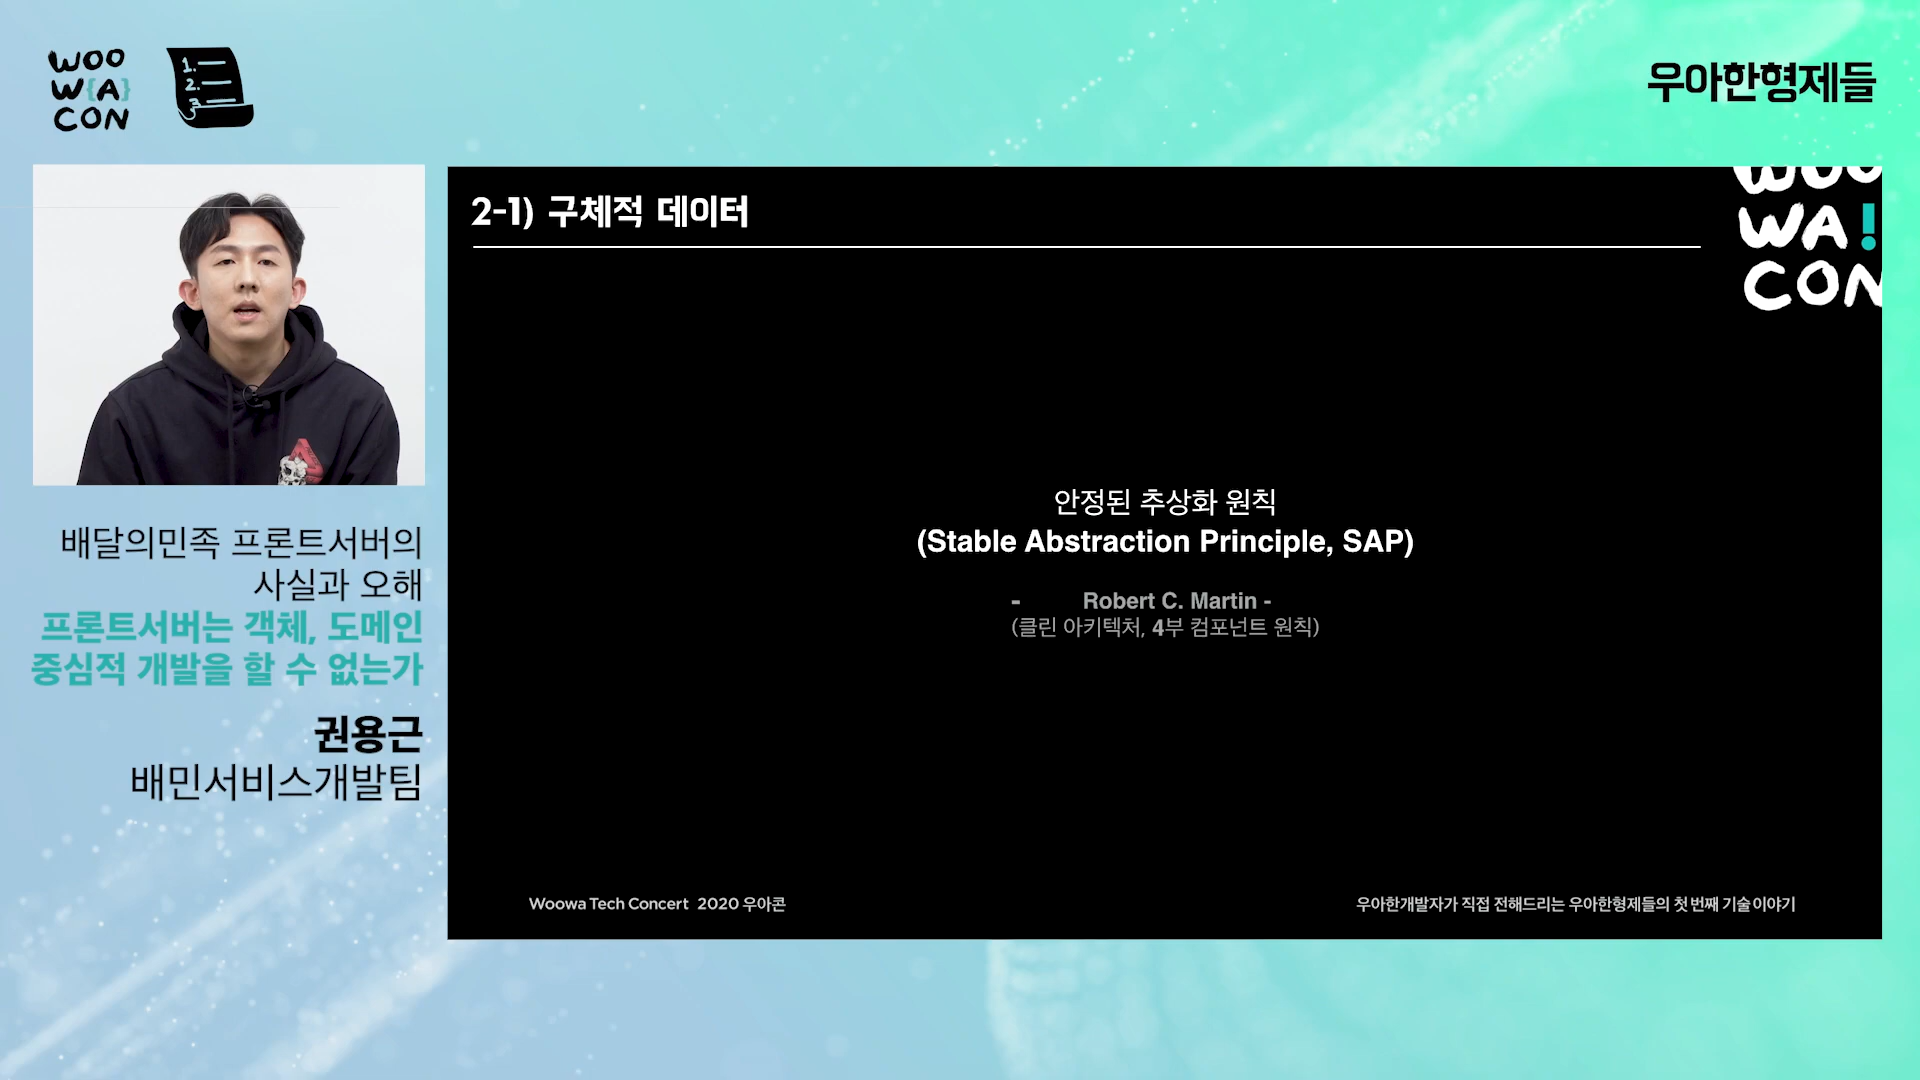 WOO
W{A}
CON
1.
2.
3.
우아한형제들
배달의민족 프론트서버의
사실과 오해
프론트서버는 객체, 도메인
중심적 개발을 할 수 없는가
권용근
배민서비스개발팀
2-1) 구체적 데이터
WOO
WA!
CON
안정된 추상화 원칙
(Stable Abstraction Principle, SAP)
- Robert C. Martin -
(클린 아키텍처, 4부 컴포넌트 원칙)
Woowa Tech Concert 2020 우아콘
우아한개발자가 직접 전해드리는 우아한형제들의 첫 번째 기술 이야기